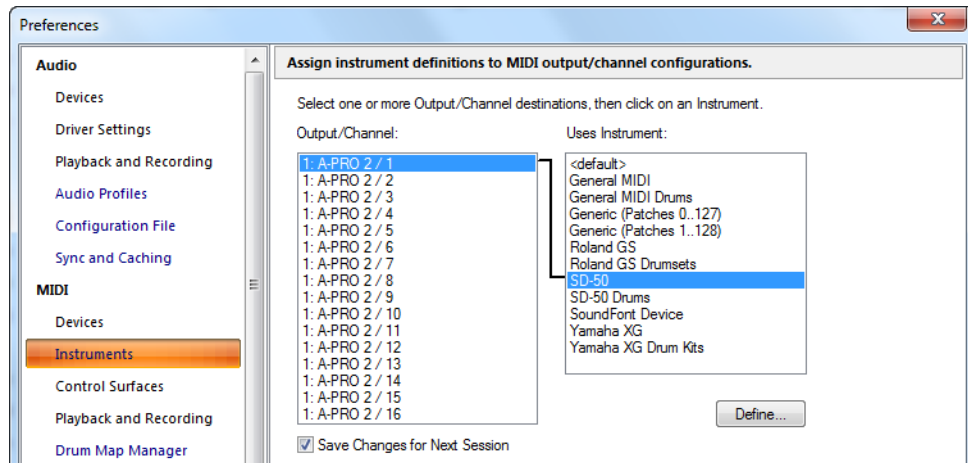 Preferences
Audio
Devices
Driver Settings
Playback and Recording
Audio Profiles
Configuration File
Sync and Caching
MIDI
Devices
Instruments
Control Surfaces
Playback and Recording
Drum Map Manager
Assign instrument definitions to MIDI output/channel configurations.
Select one or more Output/Channel destinations, then click on an Instrument.
Output/Channel:
1: A-PRO 2 / 1
1: A-PRO 2 / 2
1: A-PRO 2 / 3
1: A-PRO 2 / 4
1: A-PRO 2 / 5
1: A-PRO 2 / 6
1: A-PRO 2 / 7
1: A-PRO 2 / 8
1: A-PRO 2 / 9
1: A-PRO 2 / 10
1: A-PRO 2 / 11
1: A-PRO 2 / 12
1: A-PRO 2 / 13
1: A-PRO 2 / 14
1: A-PRO 2 / 15
1: A-PRO 2 / 16
Uses Instrument:
<default>
General MIDI
General MIDI Drums
Generic (Patches 0..127)
Generic (Patches 1..128)
Roland GS
Roland GS Drumsets
SD-50
SD-50 Drums
SoundFont Device
Yamaha XG
Yamaha XG Drum Kits
Define...
Save Changes for Next Session